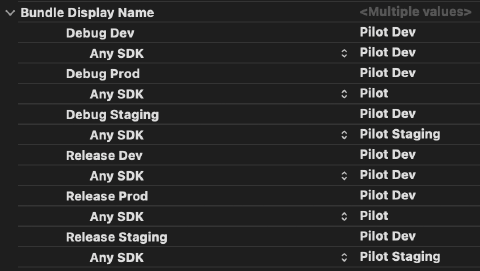 Bundle Display Name <Multiple values>
Debug Dev Pilot Dev
Any SDK Pilot Dev
Debug Prod Pilot Dev
Any SDK Pilot
Debug Staging Pilot Dev
Any SDK Pilot Staging
Release Dev Pilot Dev
Any SDK Pilot Dev
Release Prod Pilot Dev
Any SDK Pilot
Release Staging Pilot Dev
Any SDK Pilot Staging